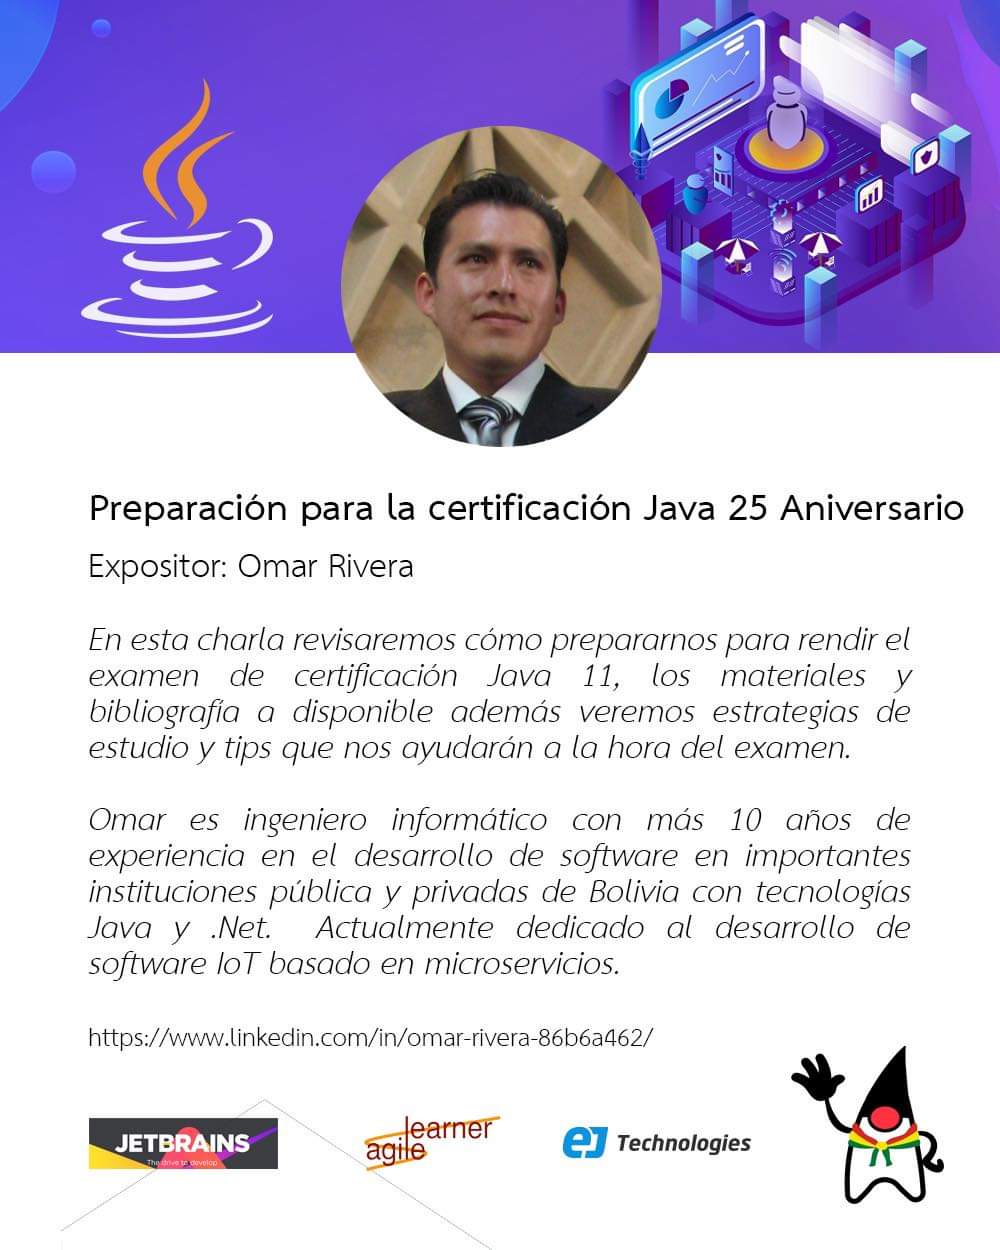 Preparación para la certificación Java 25 Aniversario
Expositor: Omar Rivera
En esta charla revisaremos cómo prepararnos para rendir el
examen de certificación Java 11, los materiales y
bibliografía a disponible además veremos estrategias de
estudio y tips que nos ayudarán a la hora del examen.
Omar es ingeniero informático con más 10 años de
experiencia en el desarrollo de software en importantes
instituciones pública y privadas de Bolivia con tecnologías
Java y .Net. Actualmente dedicado al desarrollo de
software IoT basado en microservicios.
https://www.linkedin.com/in/omar-rivera-86b6a462/
JETBRAINS
The drive to develop
learner
agile
ej Technologies